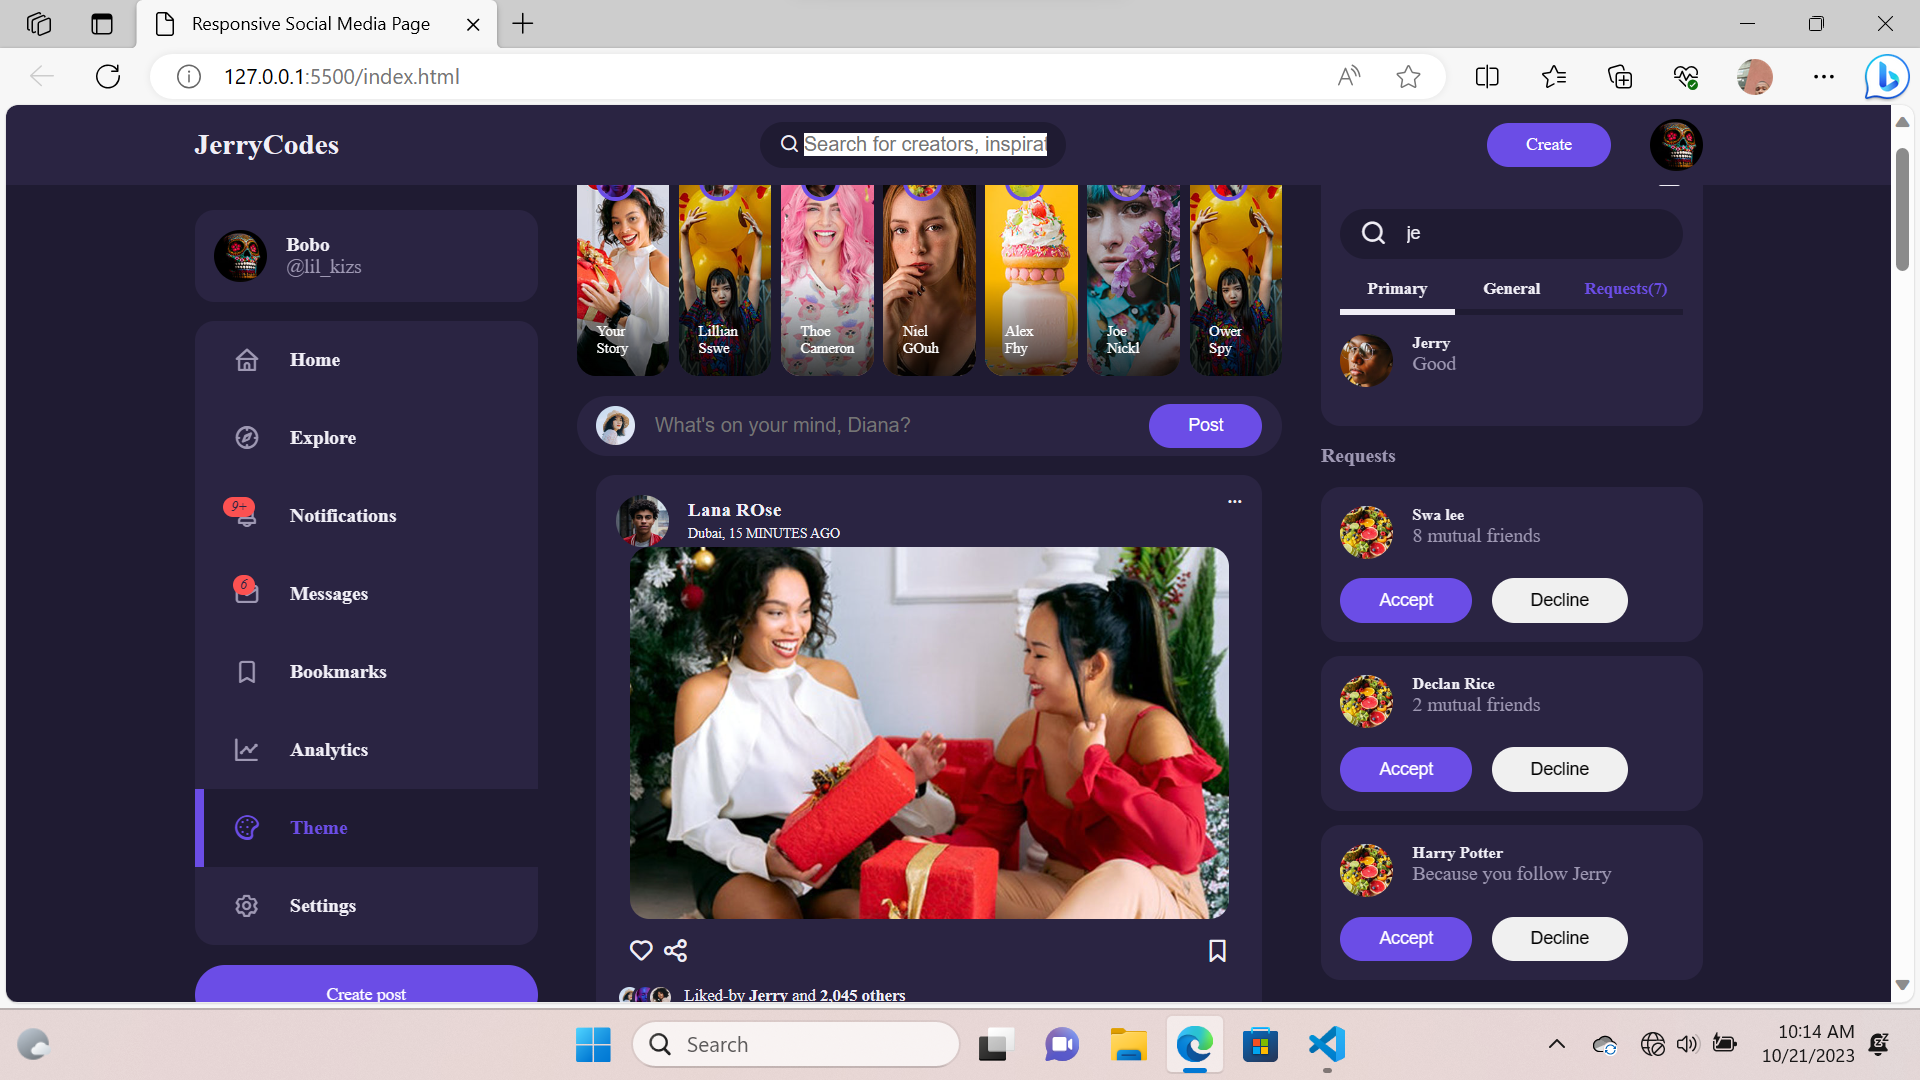 Responsive Social Media Page
127.0.0.1:5500/index.html
JerryCodes
Search for creators, inspirat
Create
Bobo
@lil_kizs
Home
Explore
9+
Notifications
6
Messages
Bookmarks
Analytics
Theme
Settings
Create post
Your
Story
Lillian
Sswe
Thoe
Cameron
Niel
GOuh
Alex
Fhy
Joe
Nickl
Ower
Spy
What's on your mind, Diana?
Post
Lana ROse
Dubai, 15 MINUTES AGO
Liked-by Jerry and 2,045 others
je
Primary General Requests(7)
Jerry
Good
Requests
Swa lee
8 mutual friends
Accept Decline
Declan Rice
2 mutual friends
Accept Decline
Harry Potter
Because you follow Jerry
Accept Decline
Search
10:14 AM
10/21/2023